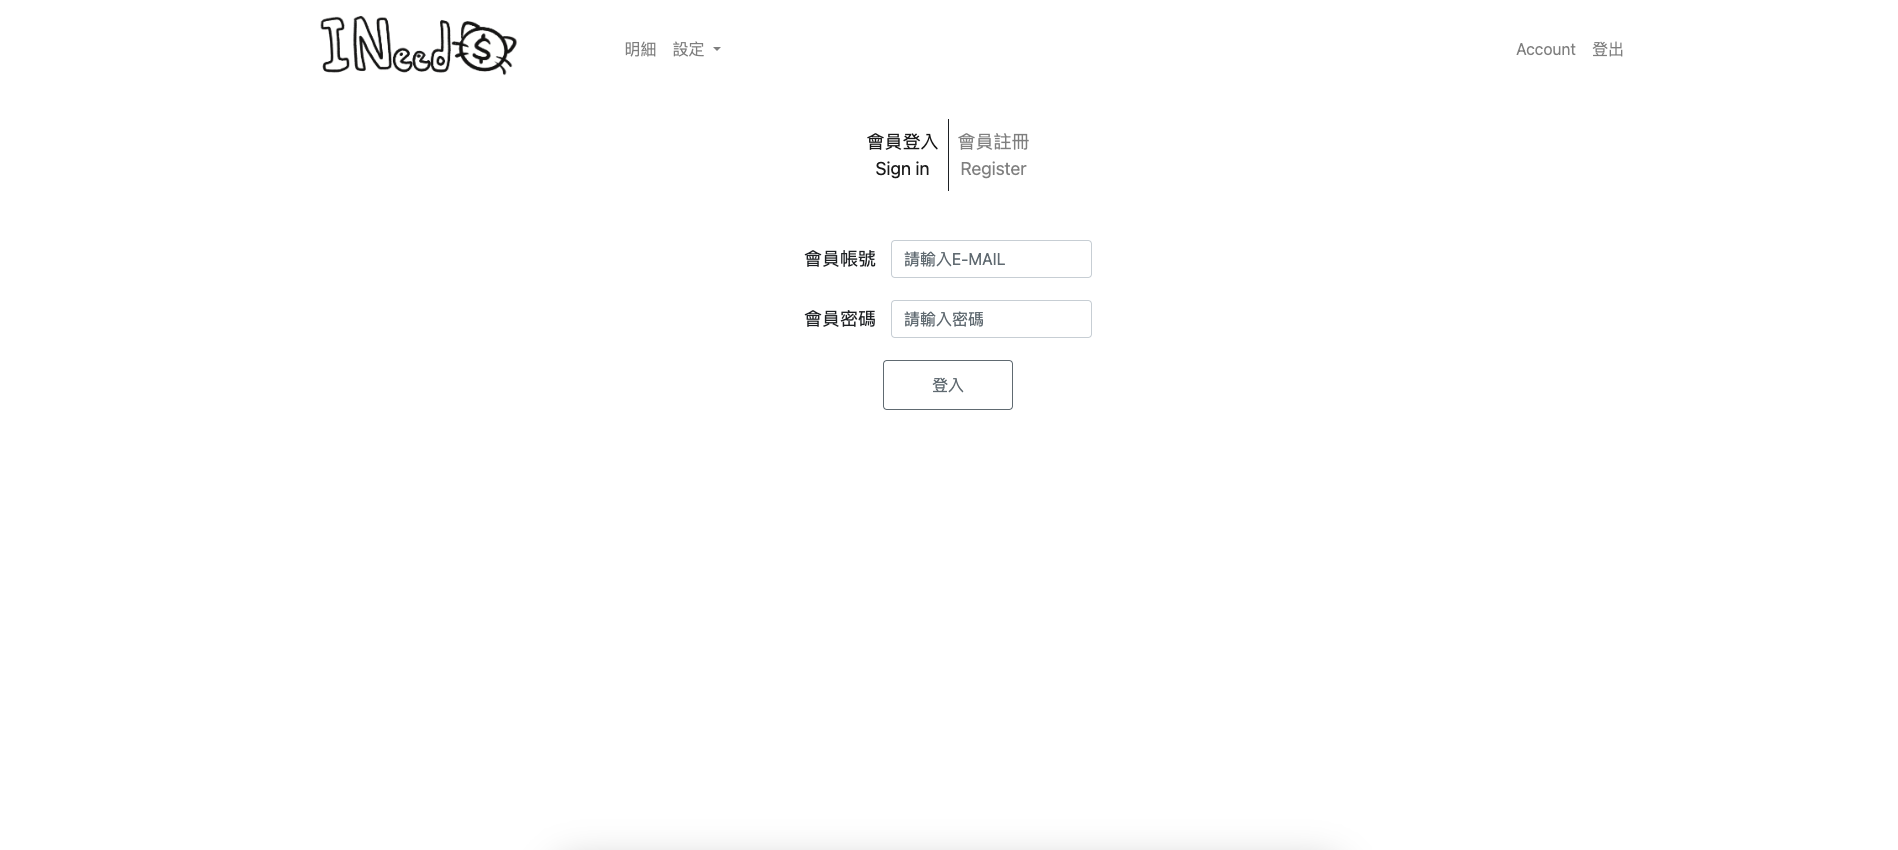 INeed$
明細 設定
Account 登出
會員登入 會員註冊
Sign in Register
會員帳號 請輸入E-MAIL
會員密碼 請輸入密碼
登入